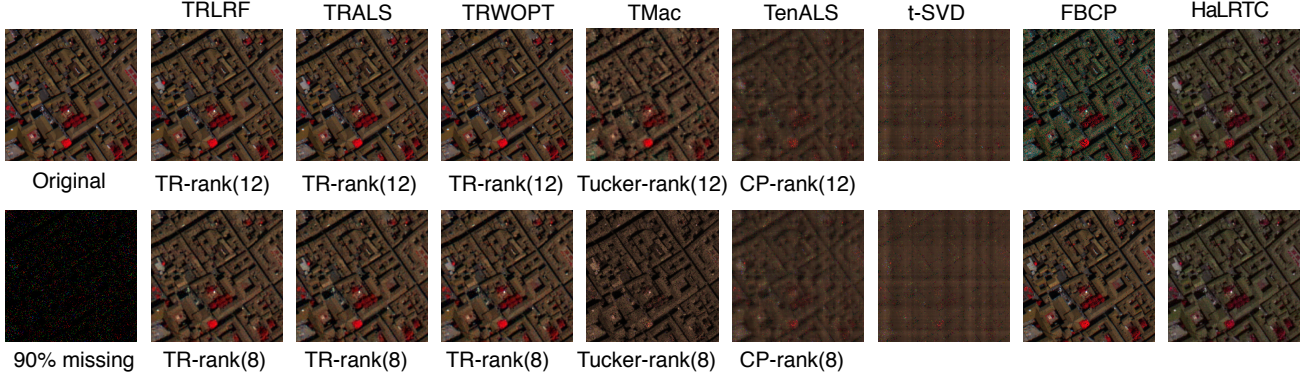 TRLRF TRALS TRWOPT TMac TenALS t-SVD FBCP HaLRTC
Original TR-rank(12) TR-rank(12) TR-rank(12) Tucker-rank(12) CP-rank(12)
90% missing TR-rank(8) TR-rank(8) TR-rank(8) Tucker-rank(8) CP-rank(8)